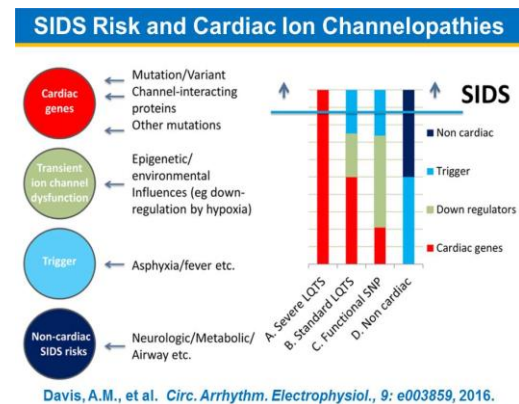 SIDS Risk and Cardiac Ion Channelopathies
Cardiac
genes
Mutation/Variant
Channel-interacting
proteins
Other mutations
Transient
ion channel
dysfunction
Epigenetic/
environmental
Influences (eg down-
regulation by hypoxia)
Trigger
Asphyxia/fever etc.
Non-cardiac
SIDS risks
Neurologic/Metabolic/
Airway etc.
SIDS
Non cardiac
Trigger
Down regulators
Cardiac genes
A. Severe LQTS
B. Standard LQTS
C. Functional SNP
D. Non cardiac
Davis, A.M., et al. Circ. Arrhythm. Electrophysiol., 9: e003859, 2016.